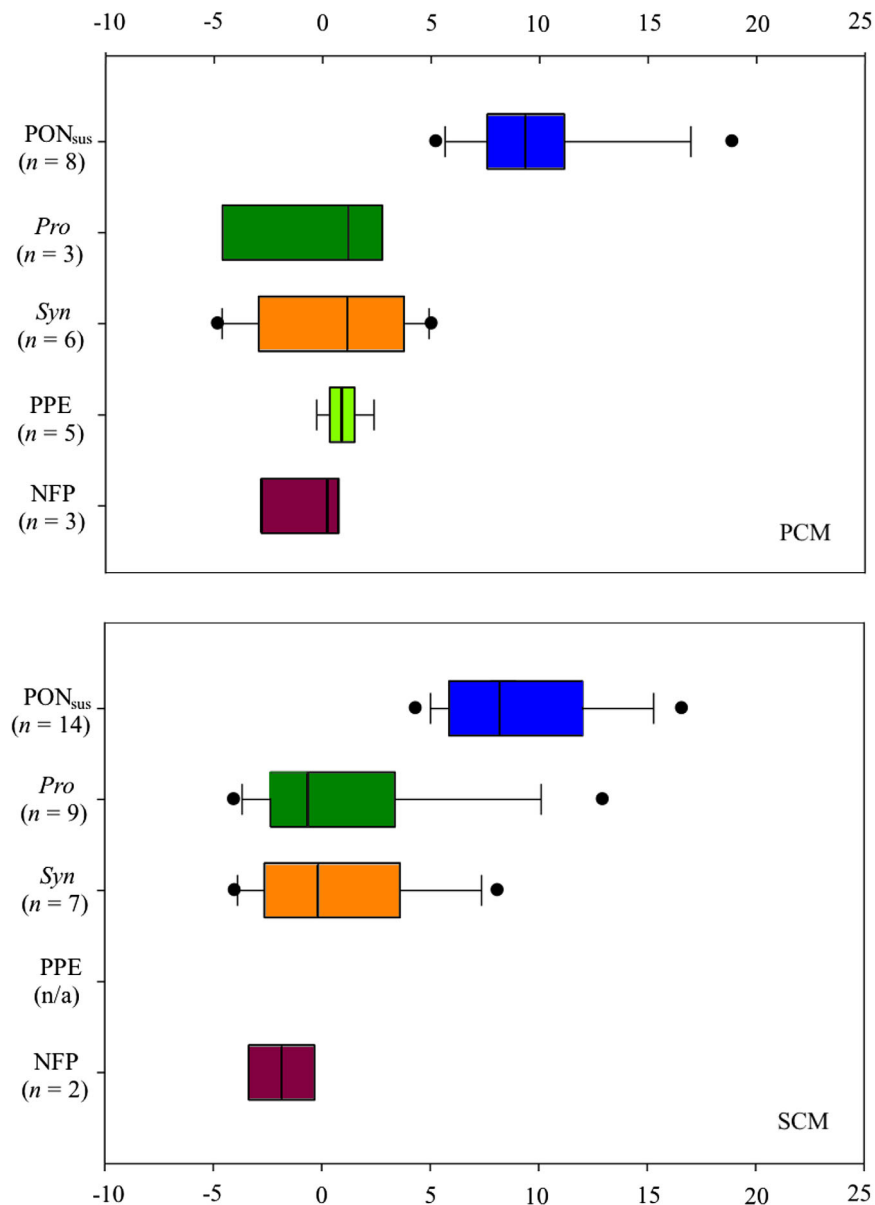 -10 -5 0 5 10 15 20 25
PONsus
(n = 8)
Pro
(n = 3)
Syn
(n = 6)
PPE
(n = 5)
NFP
(n = 3)
PCM
PONsus
(n = 14)
Pro
(n = 9)
Syn
(n = 7)
PPE
(n/a)
NFP
(n = 2)
SCM
-10 -5 0 5 10 15 20 25